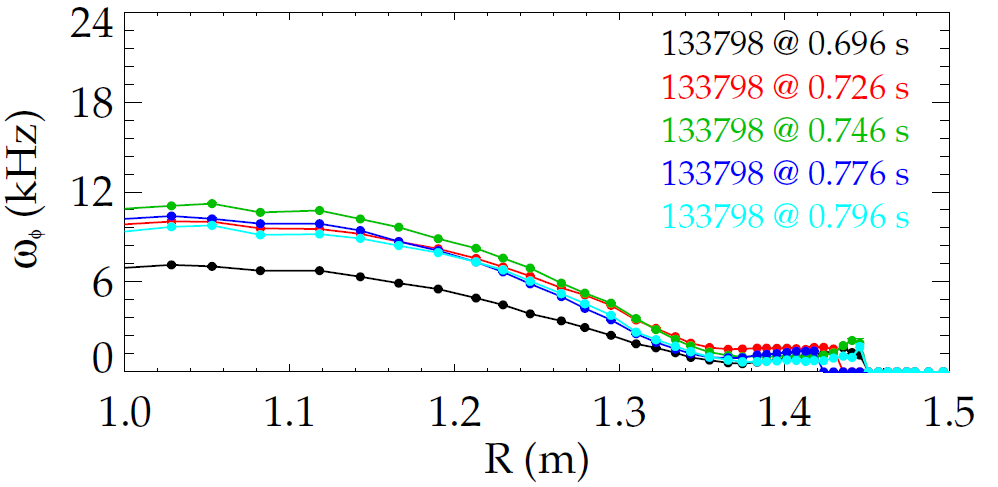 24
18
12
6
0
ωϕ (kHz)
133798 @ 0.696 s
133798 @ 0.726 s
133798 @ 0.746 s
133798 @ 0.776 s
133798 @ 0.796 s
1.0 1.1 1.2 1.3 1.4 1.5
R (m)